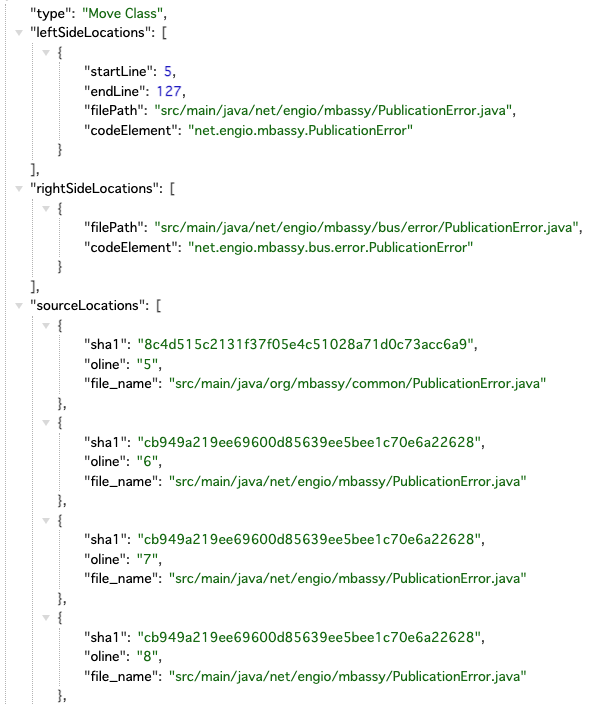 "type": "Move Class",
"leftSideLocations": [
{
"startLine": 5,
"endLine": 127,
"filePath": "src/main/java/net/engio/mbassy/PublicationError.java",
"codeElement": "net.engio.mbassy.PublicationError"
}
],
"rightSideLocations": [
{
"filePath": "src/main/java/net/engio/mbassy/bus/error/PublicationError.java",
"codeElement": "net.engio.mbassy.bus.error.PublicationError"
}
],
"sourceLocations": [
{
"sha1": "8c4d515c2131f37f05e4c51028a71d0c73acc6a9",
"oline": "5",
"file_name": "src/main/java/org/mbassy/common/PublicationError.java"
},
{
"sha1": "cb949a219ee69600d85639ee5bee1c70e6a22628",
"oline": "6",
"file_name": "src/main/java/net/engio/mbassy/PublicationError.java"
},
{
"sha1": "cb949a219ee69600d85639ee5bee1c70e6a22628",
"oline": "7",
"file_name": "src/main/java/net/engio/mbassy/PublicationError.java"
},
{
"sha1": "cb949a219ee69600d85639ee5bee1c70e6a22628",
"oline": "8",
"file_name": "src/main/java/net/engio/mbassy/PublicationError.java"
},